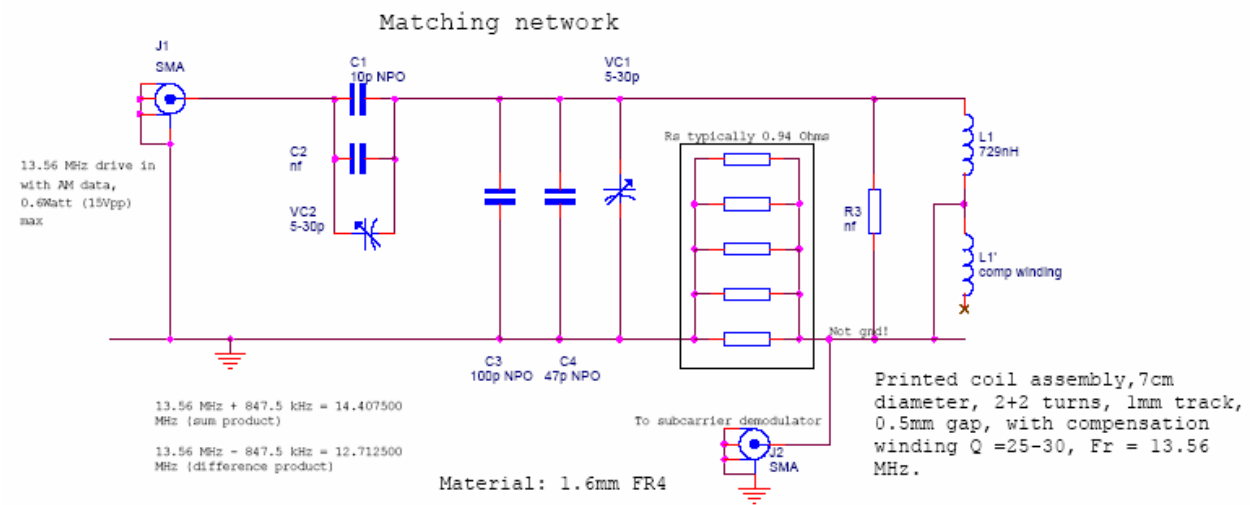 Matching network
J1
SMA
C1
10p NPO
VC1
5-30p
Rs typically 0.94 Ohms
L1
729nH
13.56 MHz drive in
with AM data,
0.6Watt (15Vpp)
max
C2
nf
VC2
5-30p
R3
nf
L1'
comp winding
Not gnd!
C3
100p NPO
C4
47p NPO
Printed coil assembly,7cm
diameter, 2+2 turns, 1mm track,
0.5mm gap, with compensation
winding Q =25-30, Fr = 13.56
MHz.
13.56 MHz + 847.5 kHz = 14.407500
MHz (sum product)
To subcarrier demodulator
13.56 MHz - 847.5 kHz = 12.712500
MHz (difference product)
J2
SMA
Material: 1.6mm FR4